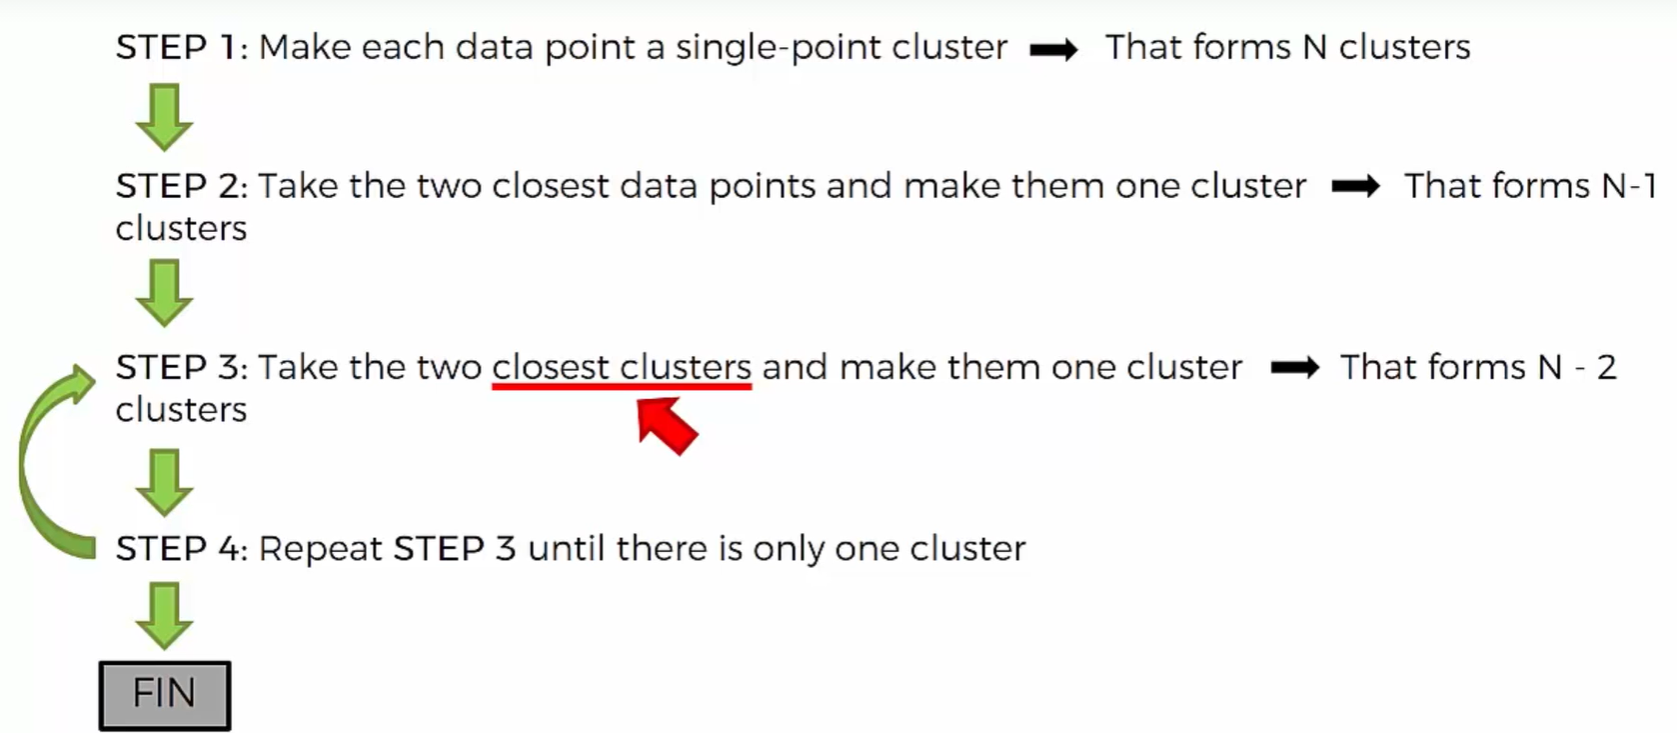 STEP 1: Make each data point a single-point cluster ➡ That forms N clusters
STEP 2: Take the two closest data points and make them one cluster ➡ That forms N-1
clusters
STEP 3: Take the two closest clusters and make them one cluster ➡ That forms N - 2
clusters
STEP 4: Repeat STEP 3 until there is only one cluster
FIN